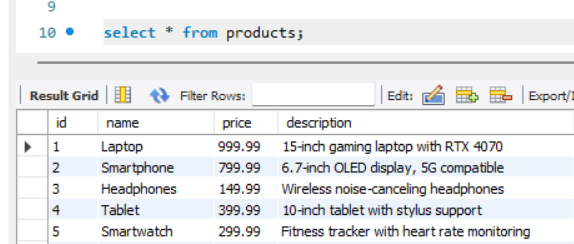 9
10 select * from products;
Result Grid Filter Rows: Edit: Export/I
id name price description
1 Laptop 999.99 15-inch gaming laptop with RTX 4070
2 Smartphone 799.99 6.7-inch OLED display, 5G compatible
3 Headphones 149.99 Wireless noise-canceling headphones
4 Tablet 399.99 10-inch tablet with stylus support
5 Smartwatch 299.99 Fitness tracker with heart rate monitoring